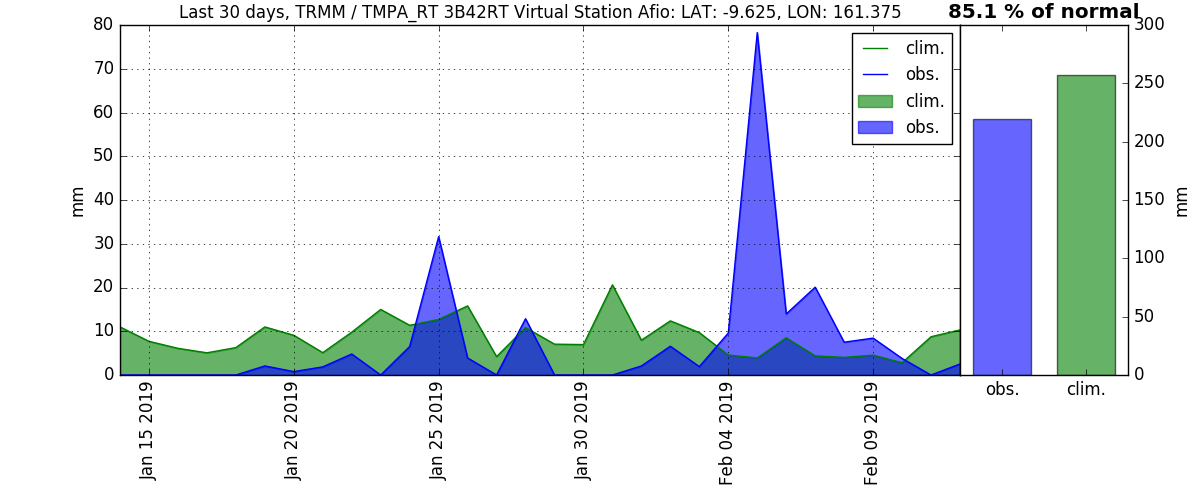 Last 30 days, TRMM / TMPA_RT 3B42RT Virtual Station Afio: LAT: -9.625, LON: 161.375
85.1 % of normal
80
70
60
50
40
30
20
10
0
mm
clim.
obs.
clim.
obs.
Jan 15 2019
Jan 20 2019
Jan 25 2019
Jan 30 2019
Feb 04 2019
Feb 09 2019
obs.
clim.
300
250
200
150
100
50
0
mm